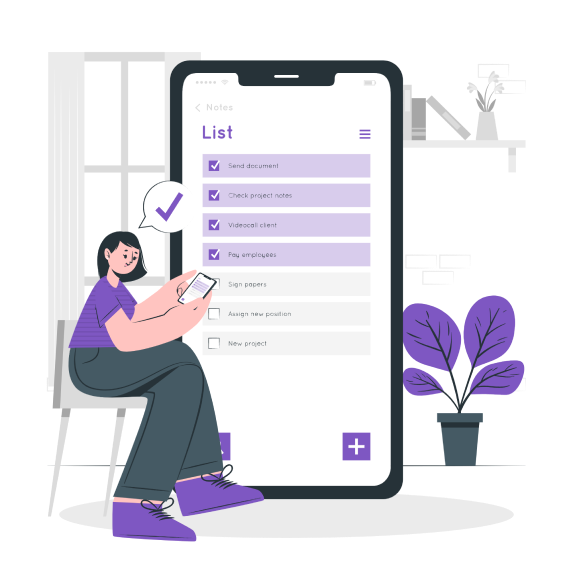 Notes
List
Send document
Check project notes
Videocall client
Pay employees
Sign papers
Assign new position
New project